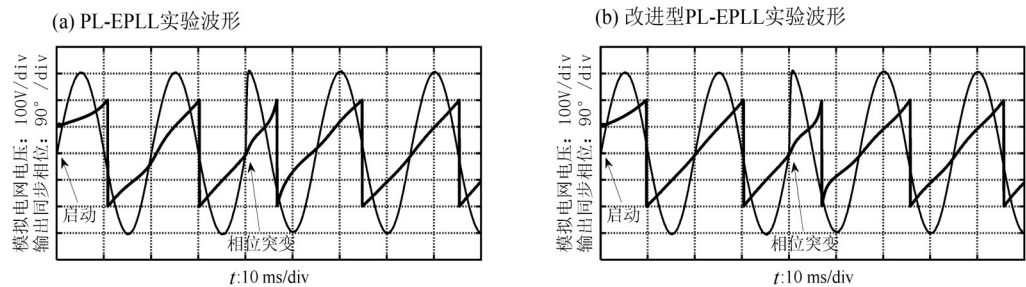 (a) PL-EPLL实验波形
模拟电网电压：100V/div
输出同步相位：90°/div
启动
相位突变
t:10 ms/div
(b) 改进型PL-EPLL实验波形
模拟电网电压：100V/div
输出同步相位：90°/div
启动
相位突变
t:10 ms/div